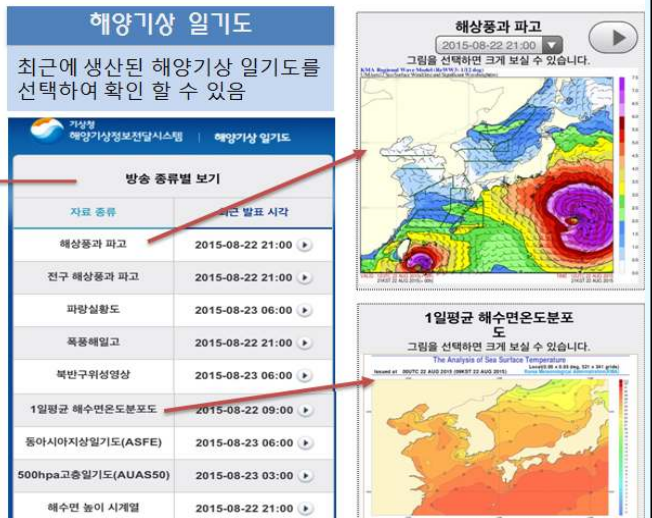 해양기상 일기도
최근에 생산된 해양기상 일기도를
선택하여 확인 할 수 있음
기상청
해양기상정보전달시스템 | 해양기상 일기도
방송 종류별 보기
자료 종류 최근 발표 시각
해상풍과 파고 2015-08-22 21:00
전구 해상풍과 파고 2015-08-22 21:00
파랑실황도 2015-08-23 06:00
폭풍해일고 2015-08-22 21:00
북반구위성영상 2015-08-23 06:00
1일평균 해수면온도분포도 2015-08-22 09:00
동아시아지상일기도(ASFE) 2015-08-23 06:00
500hpa고층일기도(AUAS50) 2015-08-23 03:00
해수면 높이 시계열 2015-08-22 21:00
해상풍과 파고
2015-08-22 21:00
그림을 선택하면 크게 보실 수 있습니다.
1일평균 해수면온도분포
도
그림을 선택하면 크게 보실 수 있습니다.
The Analysis of Sea Surface Temperature